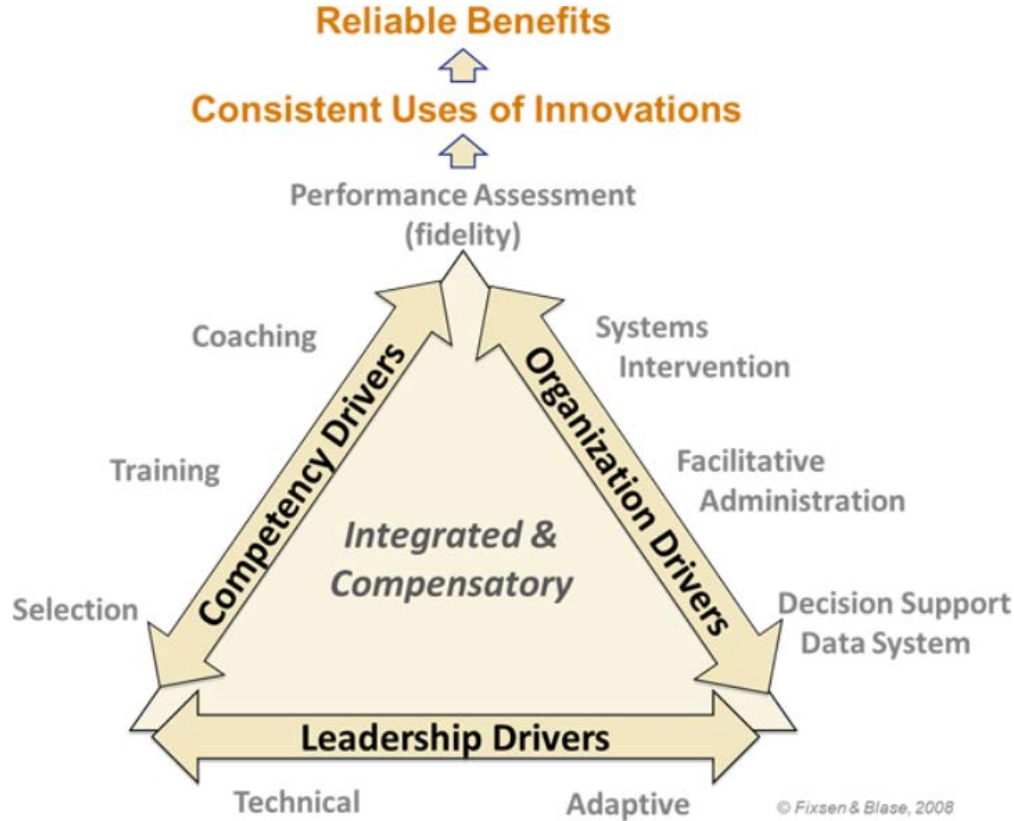 Reliable Benefits
Consistent Uses of Innovations
Performance Assessment
(fidelity)
Coaching
Training
Selection
Competency Drivers
Systems
Intervention
Facilitative
Administration
Decision Support
Data System
Organization Drivers
Integrated &
Compensatory
Leadership Drivers
Technical
Adaptive
© Fixsen & Blase, 2008